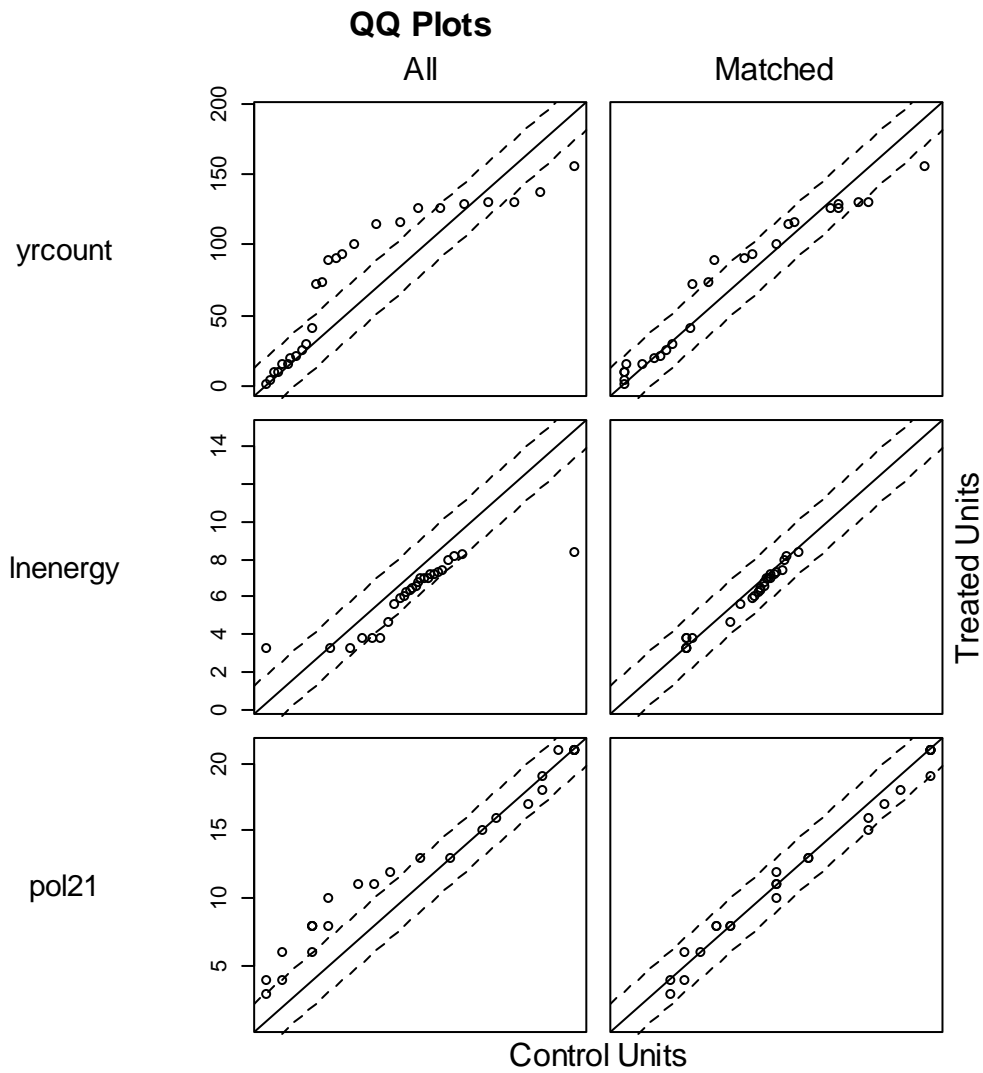 QQ Plots
All
Matched
yrcount
0 50 100 150 200
lnenergy
0 2 4 6 8 10 14
pol21
5 10 15 20
Control Units
Treated Units